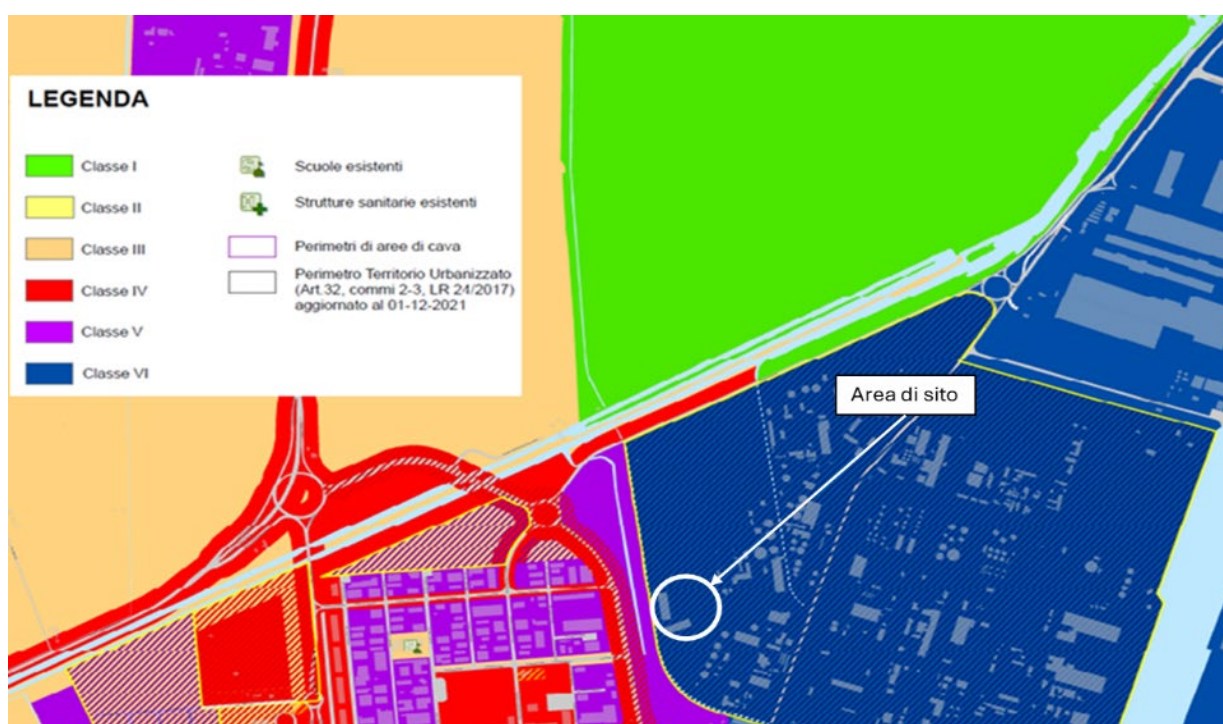 LEGENDA
Classe I
Classe II
Classe III
Classe IV
Classe V
Classe VI
Scuole esistenti
Strutture sanitarie esistenti
Perimetri di aree di cava
Perimetro Territorio Urbanizzato
(Art.32, commi 2-3, LR 24/2017)
aggiornato al 01-12-2021
Area di sito